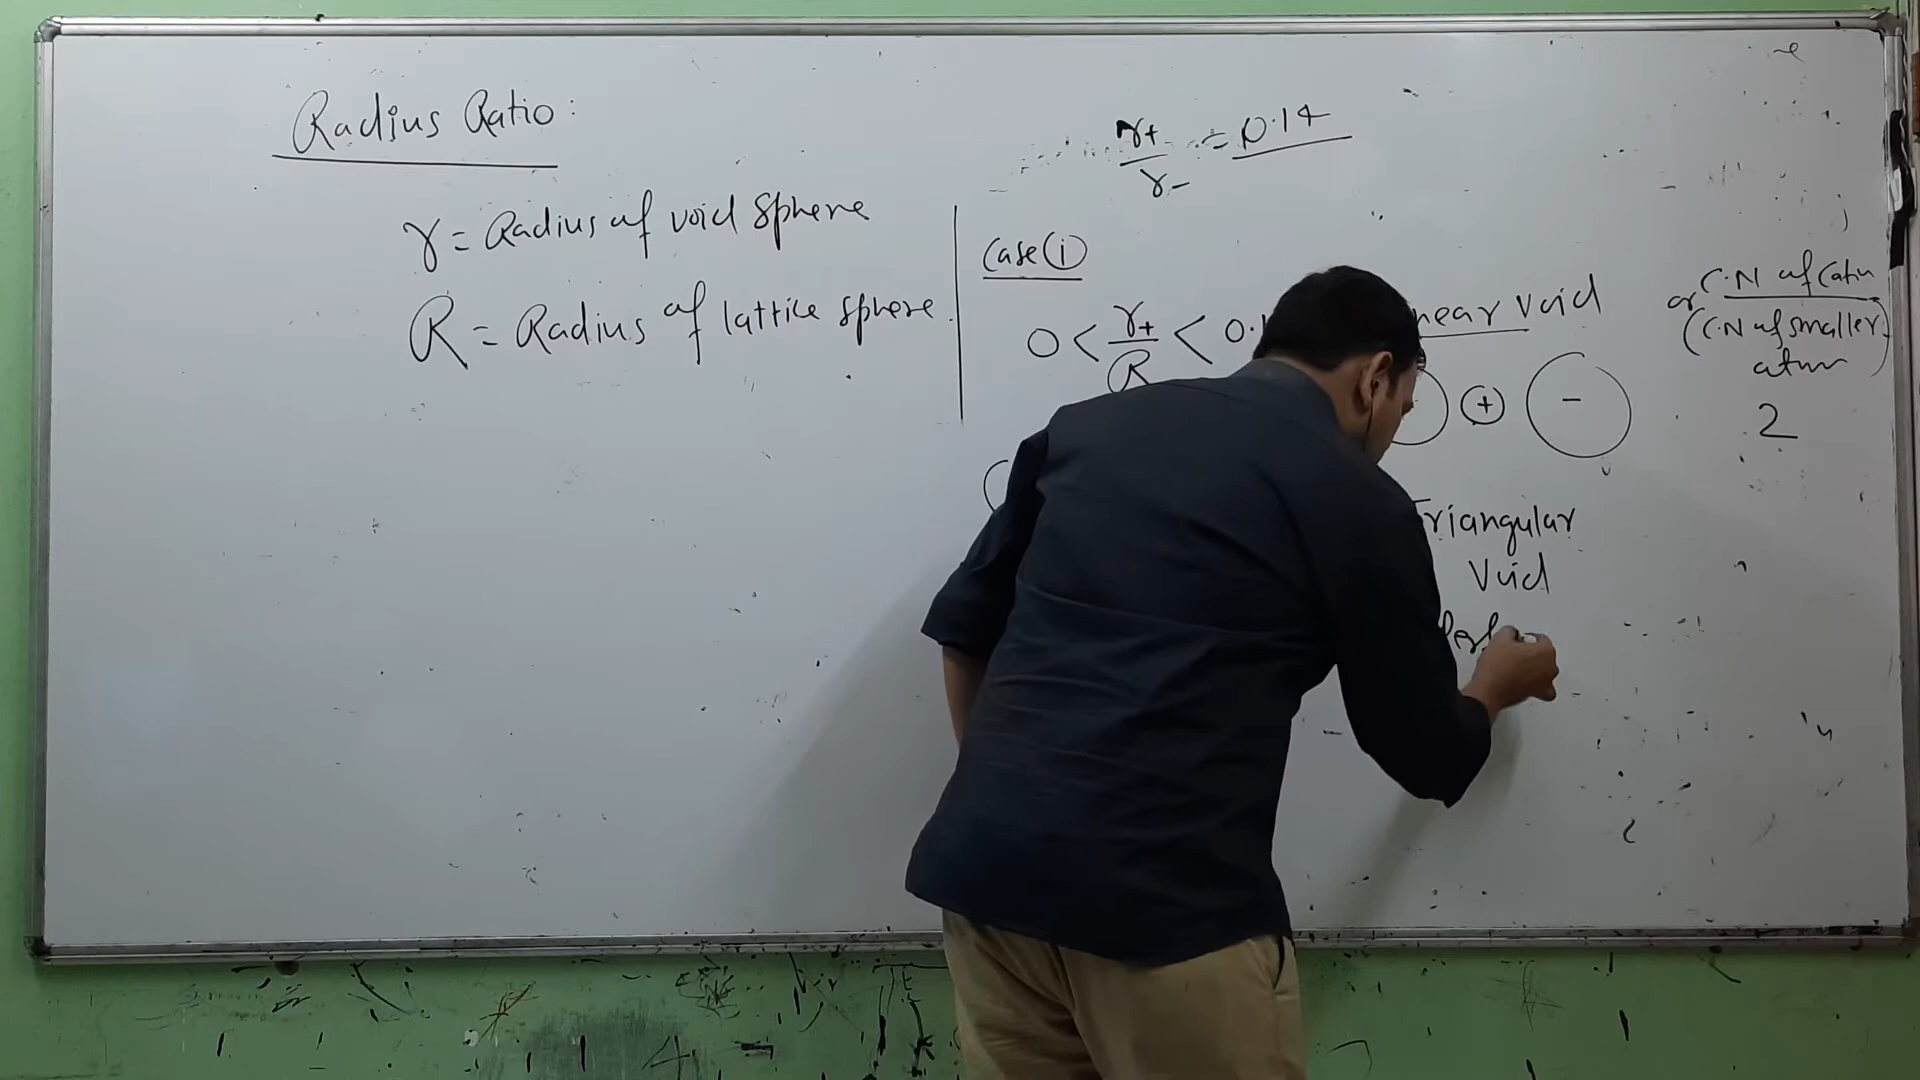 Radius Ratio:
r = Radius of void sphere
R = Radius of lattice sphere.
r+/r- = 0.14
Case (i)
0 < r+/R < 0.1
near void
+ -
or C.N of Catin
(C.N of smaller
atom)
2
Triangular
Void